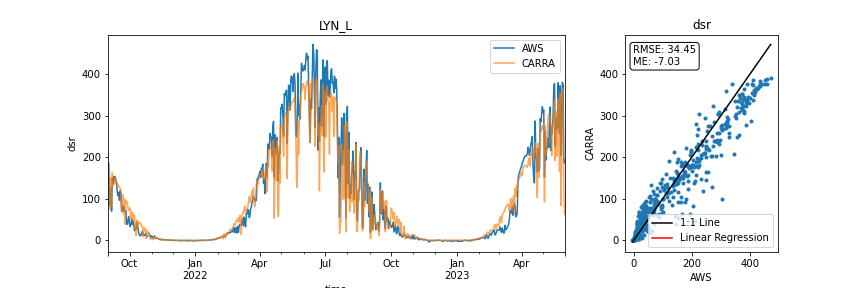 LYN_L
dsr
AWS
CARRA
400
300
200
100
0
Oct
Jan
2022
Apr
Jul
Oct
Jan
2023
Apr
time
dsr
RMSE: 34.45
ME: -7.03
CARRA
400
300
200
100
0
1:1 Line
Linear Regression
0
200
400
AWS